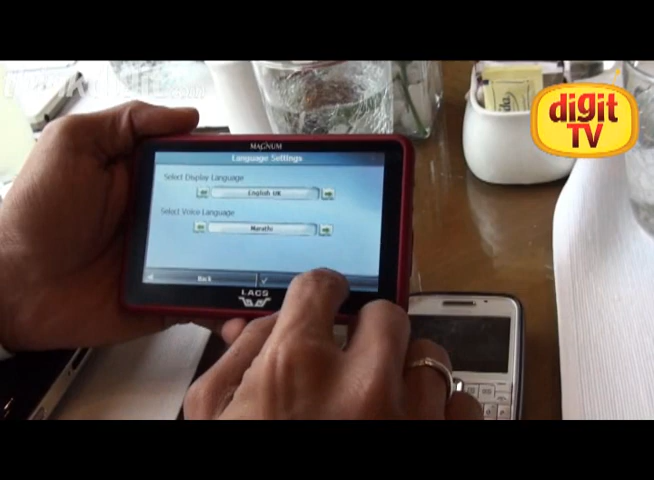 digit
TV
MAGNUM
Language Settings
Select Display Language
English UK
Select Voice Language
Marathi
Back
LACS